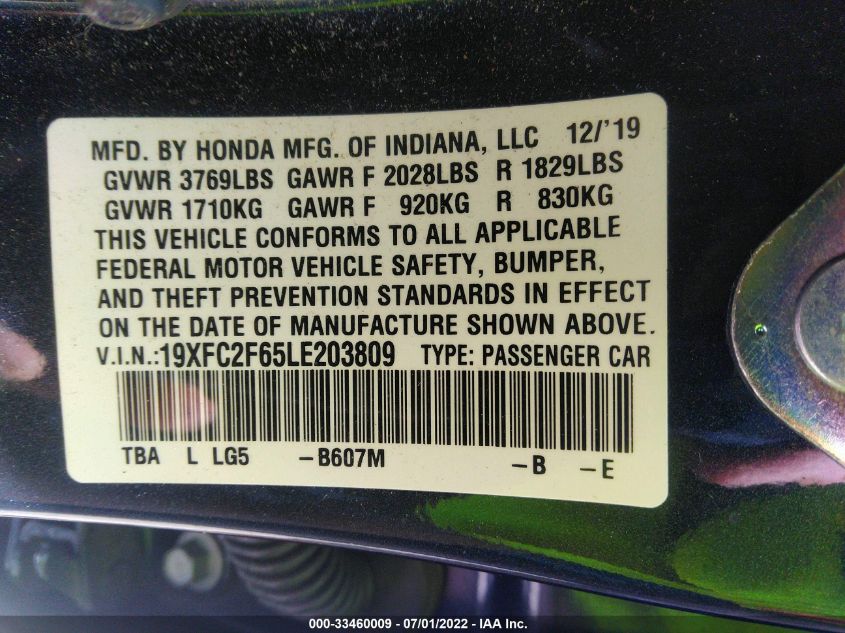 MFD. BY HONDA MFG. OF INDIANA, LLC 12/'19
GVWR 3769LBS GAWR F 2028LBS R 1829LBS
GVWR 1710KG GAWR F 920KG R 830KG
THIS VEHICLE CONFORMS TO ALL APPLICABLE
FEDERAL MOTOR VEHICLE SAFETY, BUMPER,
AND THEFT PREVENTION STANDARDS IN EFFECT
ON THE DATE OF MANUFACTURE SHOWN ABOVE.
V.I.N.:19XFC2F65LE203809 TYPE: PASSENGER CAR
TBA L LG5 -B607M -B -E
000-33460009 - 07/01/2022 - IAA Inc.